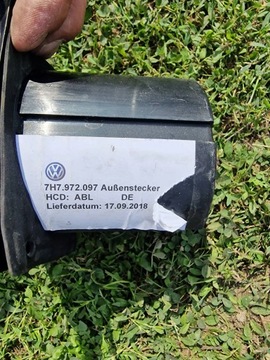 7H7.972.097 Außenstecker
HCD: ABL DE
Lieferdatum: 17.09.2018